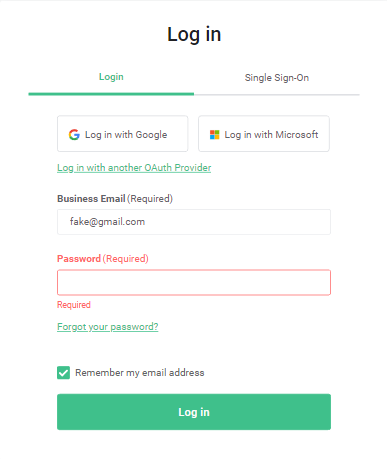 Log in
Login
Single Sign-On
Log in with Google
Log in with Microsoft
Log in with another OAuth Provider
Business Email (Required)
fake@gmail.com
Password (Required)
Required
Forgot your password?
Remember my email address
Log in